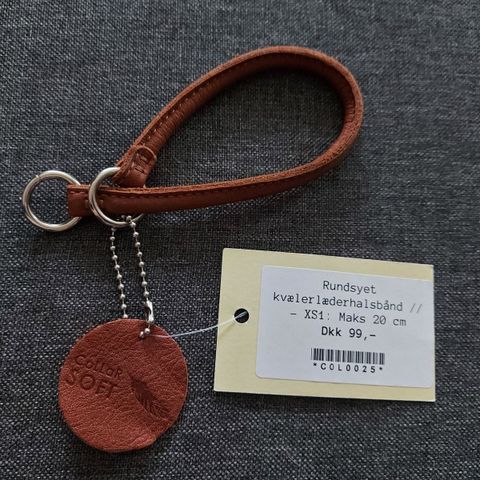 CollaR
SOFT
Rundsyet
kvælerlæderhalsbånd //
- XS1: Maks 20 cm
Dkk 99,-
*COL0025*